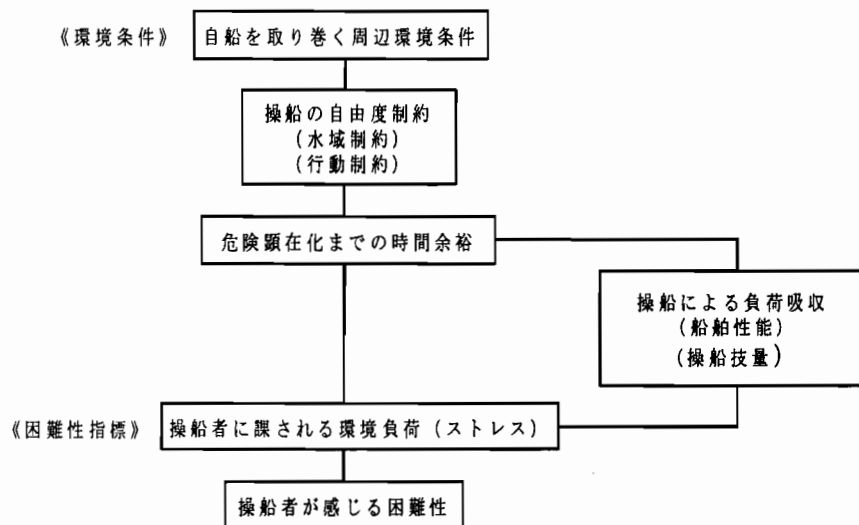 《環境条件》
自船を取り巻く周辺環境条件
操船の自由度制約
(水域制約)
(行動制約)
危険顕在化までの時間余裕
操船による負荷吸収
(船舶性能)
(操船技量)
《困難性指標》
操船者に課される環境負荷(ストレス)
操船者が感じる困難性